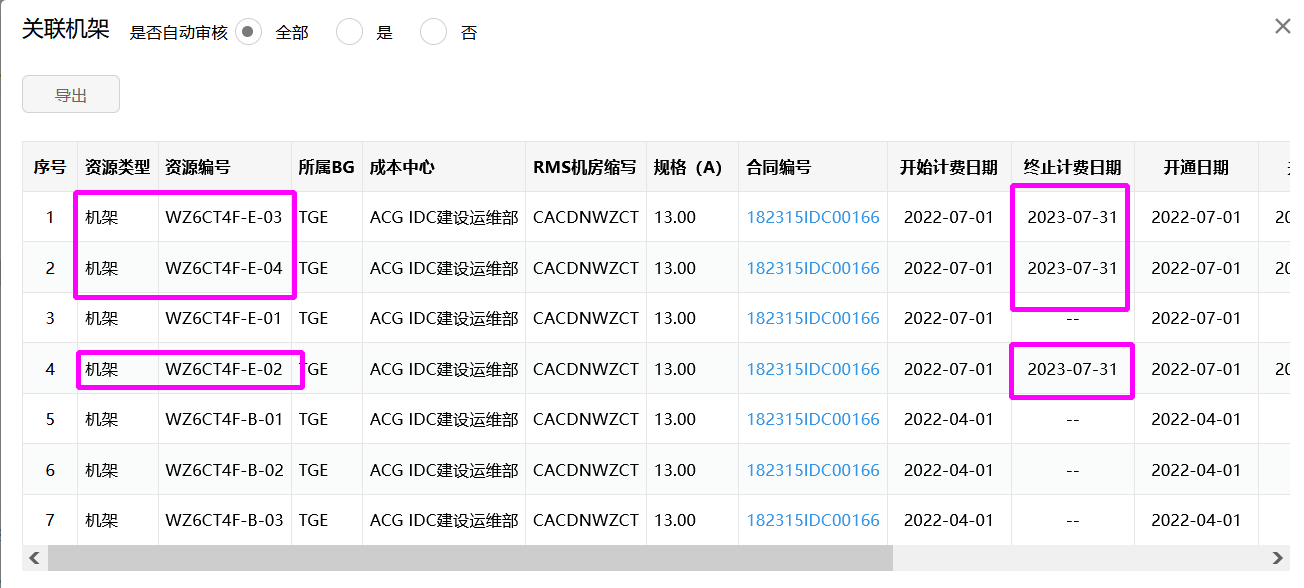 关联机架 是否自动审核 全部 是 否
导出
序号 资源类型 资源编号 所属BG 成本中心 RMS机房缩写 规格（A） 合同编号 开始计费日期 终止计费日期 开通日期
1 机架 WZ6CT4F-E-03 TGE ACG IDC建设运维部 CACDNWZCT 13.00 182315IDC00166 2022-07-01 2023-07-31 2022-07-01 20
2 机架 WZ6CT4F-E-04 TGE ACG IDC建设运维部 CACDNWZCT 13.00 182315IDC00166 2022-07-01 2023-07-31 2022-07-01 20
3 机架 WZ6CT4F-E-01 TGE ACG IDC建设运维部 CACDNWZCT 13.00 182315IDC00166 2022-07-01 -- 2022-07-01
4 机架 WZ6CT4F-E-02 TGE ACG IDC建设运维部 CACDNWZCT 13.00 182315IDC00166 2022-07-01 2023-07-31 2022-07-01 20
5 机架 WZ6CT4F-B-01 TGE ACG IDC建设运维部 CACDNWZCT 13.00 182315IDC00166 2022-04-01 -- 2022-04-01
6 机架 WZ6CT4F-B-02 TGE ACG IDC建设运维部 CACDNWZCT 13.00 182315IDC00166 2022-04-01 -- 2022-04-01
7 机架 WZ6CT4F-B-03 TGE ACG IDC建设运维部 CACDNWZCT 13.00 182315IDC00166 2022-04-01 -- 2022-04-01